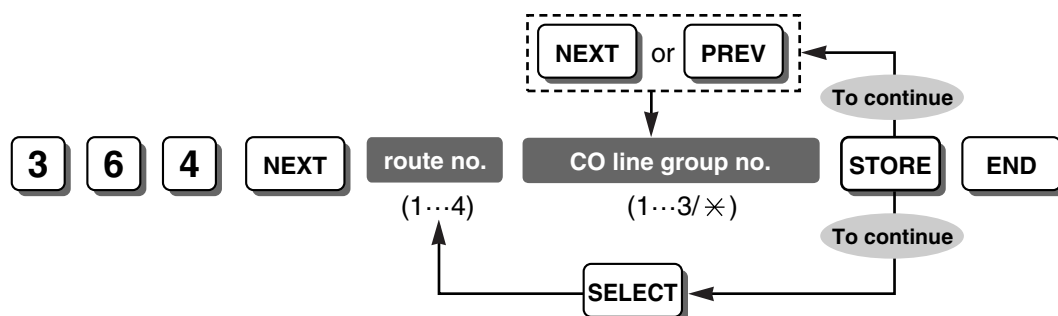 NEXT or PREV
To continue
3 6 4 NEXT route no. CO line group no. STORE END
(1···4) (1···3/✳)
To continue
SELECT